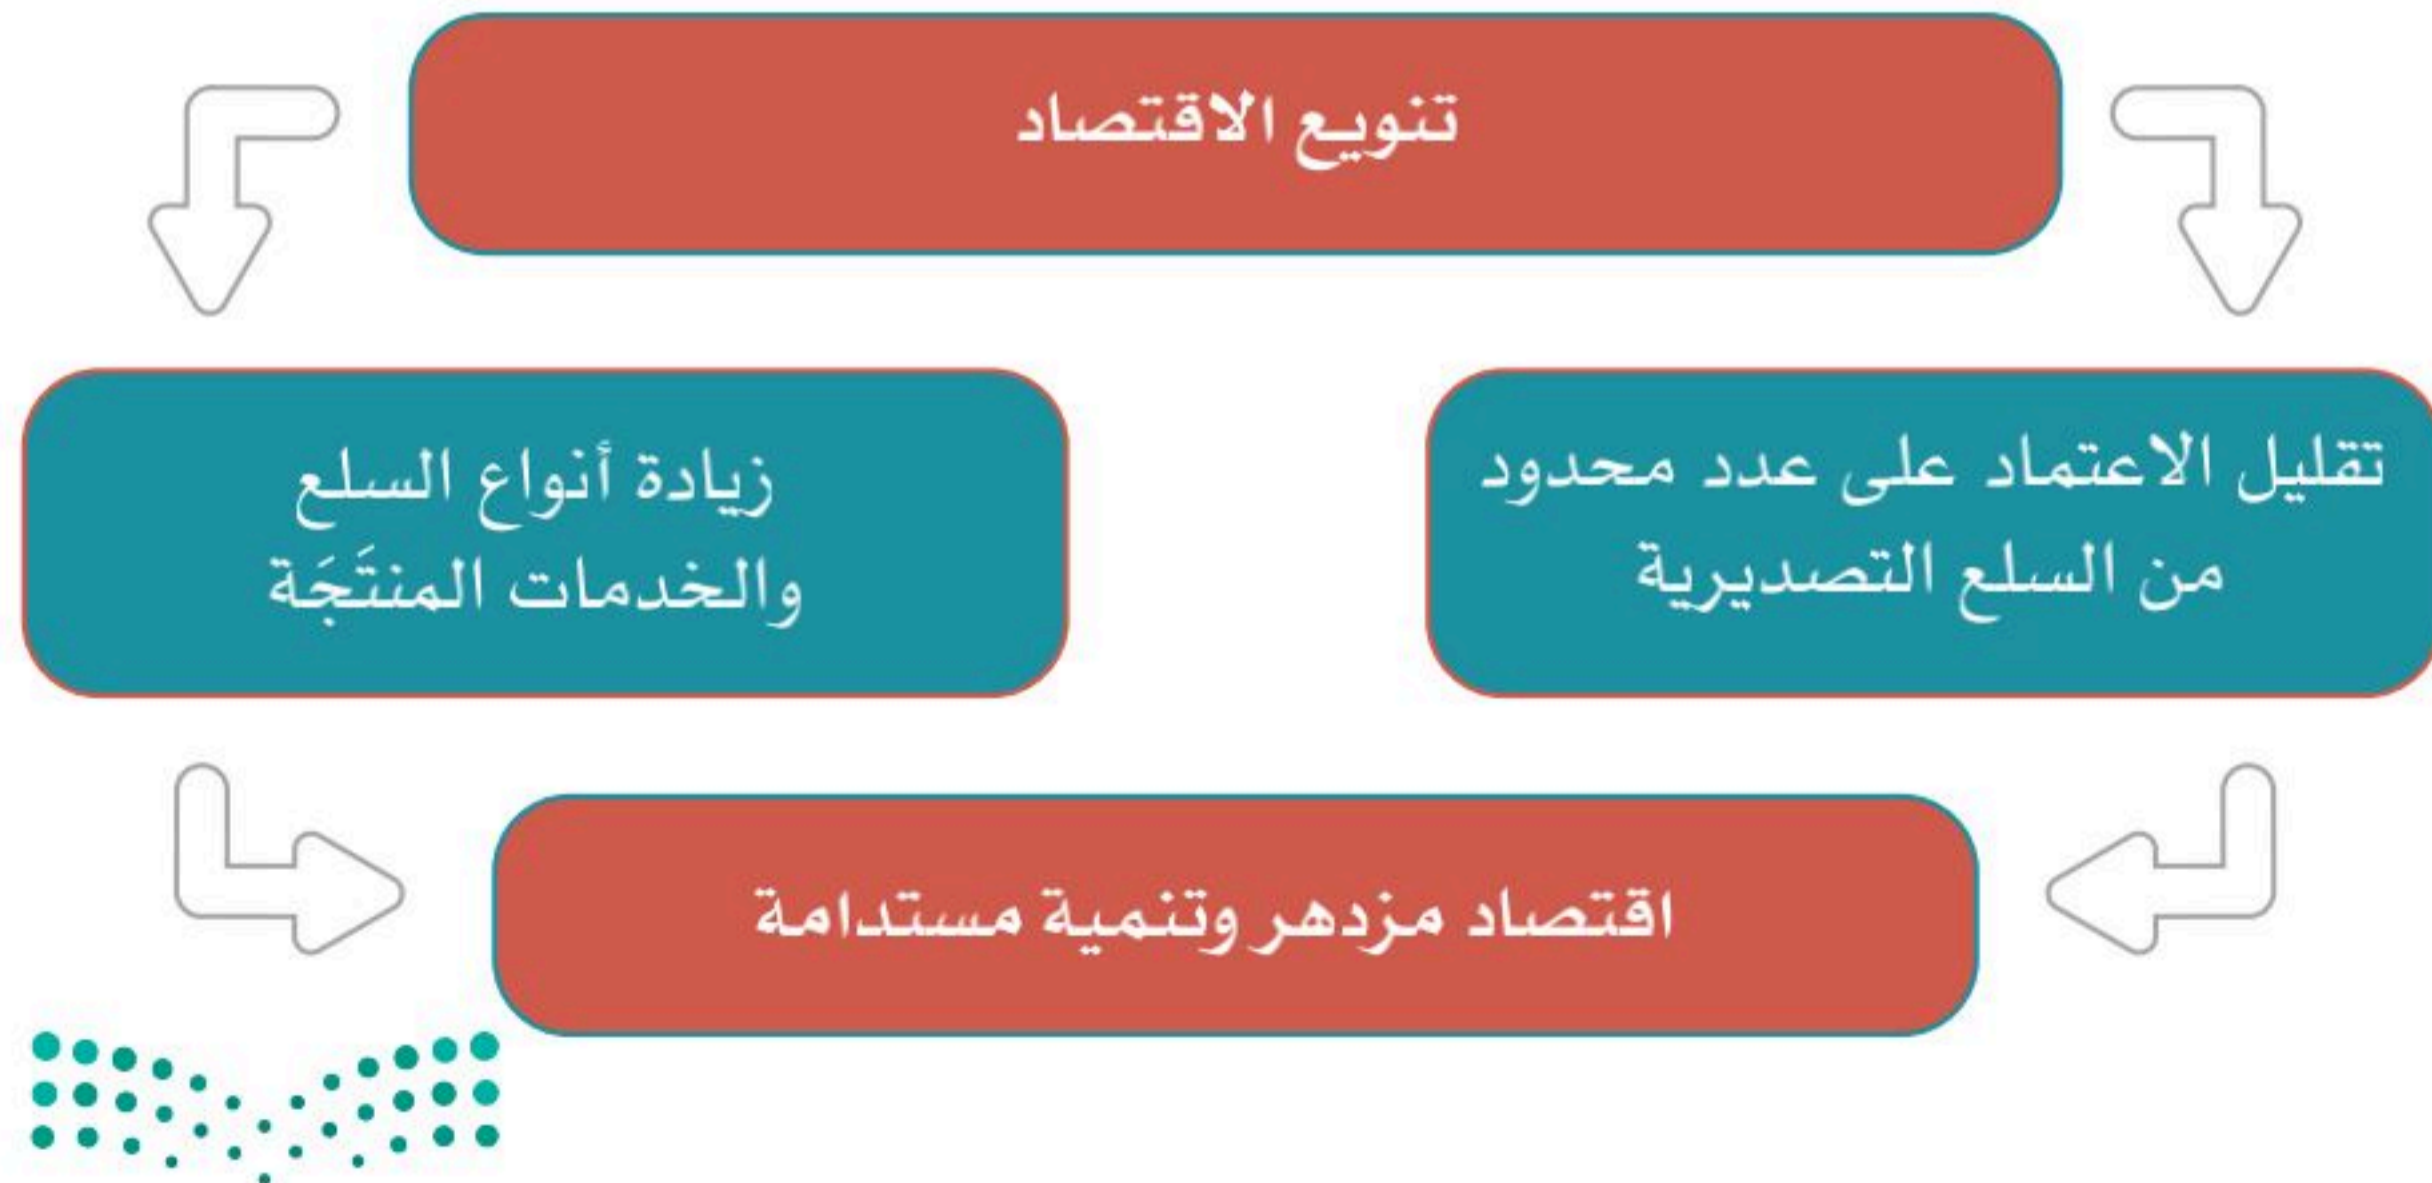 تنويع الاقتصاد
تقليل الاعتماد على عدد محدود
من السلع التصديرية
زيادة أنواع السلع
والخدمات المنتَجَة
اقتصاد مزدهر وتنمية مستدامة